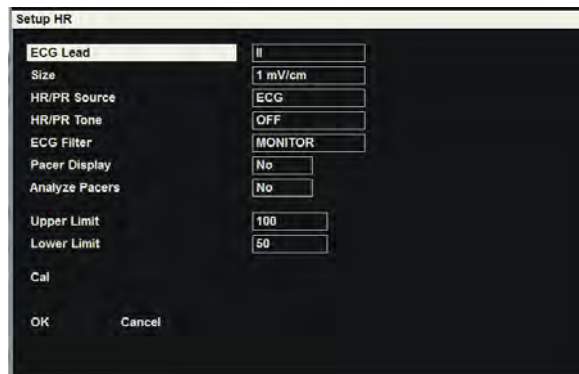 Setup HR
ECG Lead II
Size 1 mV/cm
HR/PR Source ECG
HR/PR Tone OFF
ECG Filter MONITOR
Pacer Display No
Analyze Pacers No
Upper Limit 100
Lower Limit 50
Cal
OK Cancel